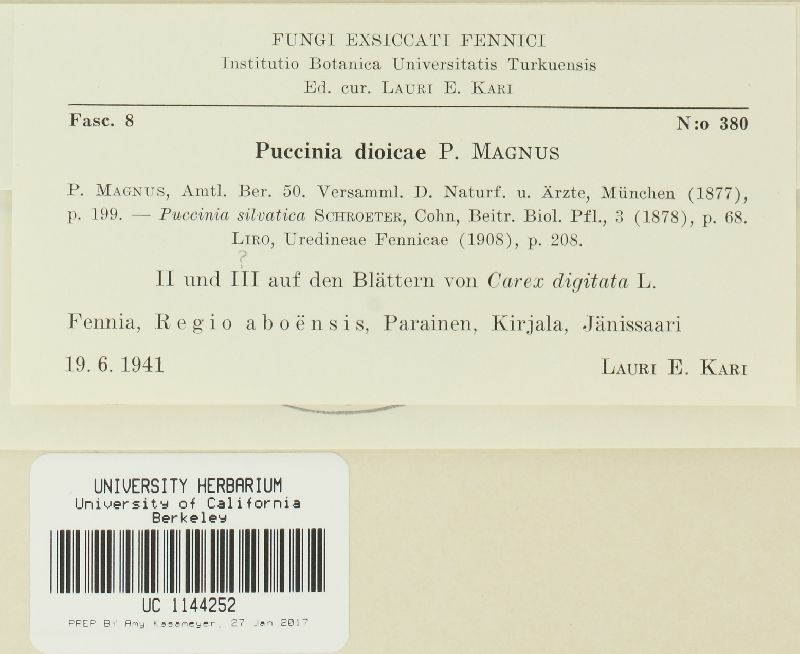 FUNGI EXSICCATI FENNICI
Institutio Botanica Universitatis Turkuensis
Ed. cur. LAURI E. KARI
Fasc. 8 N:o 380
Puccinia dioicae P. MAGNUS
P. MAGNUS, Amtl. Ber. 50. Versamml. D. Naturf. u. Ärzte, München (1877),
p. 199. — Puccinia silvatica SCHROETER, Cohn, Beitr. Biol. Pfl., 3 (1878), p. 68.
LIRO, Uredineae Fennicae (1908), p. 208.
?
II und III auf den Blättern von Carex digitata L.
Fennia, Regio aboënsis, Parainen, Kirjala, Jänissaari
19. 6. 1941 LAURI E. KARI
UNIVERSITY HERBARIUM
University of California
Berkeley
UC 1144252
PREP BY Amy Kasameyer, 27 Jan 2017